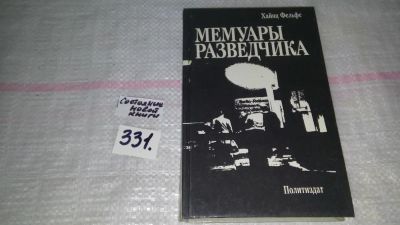 Хайнц Фельфе
МЕМУАРЫ
РАЗВЕДЧИКА
Политиздат
Состояние
новой
книги
331.